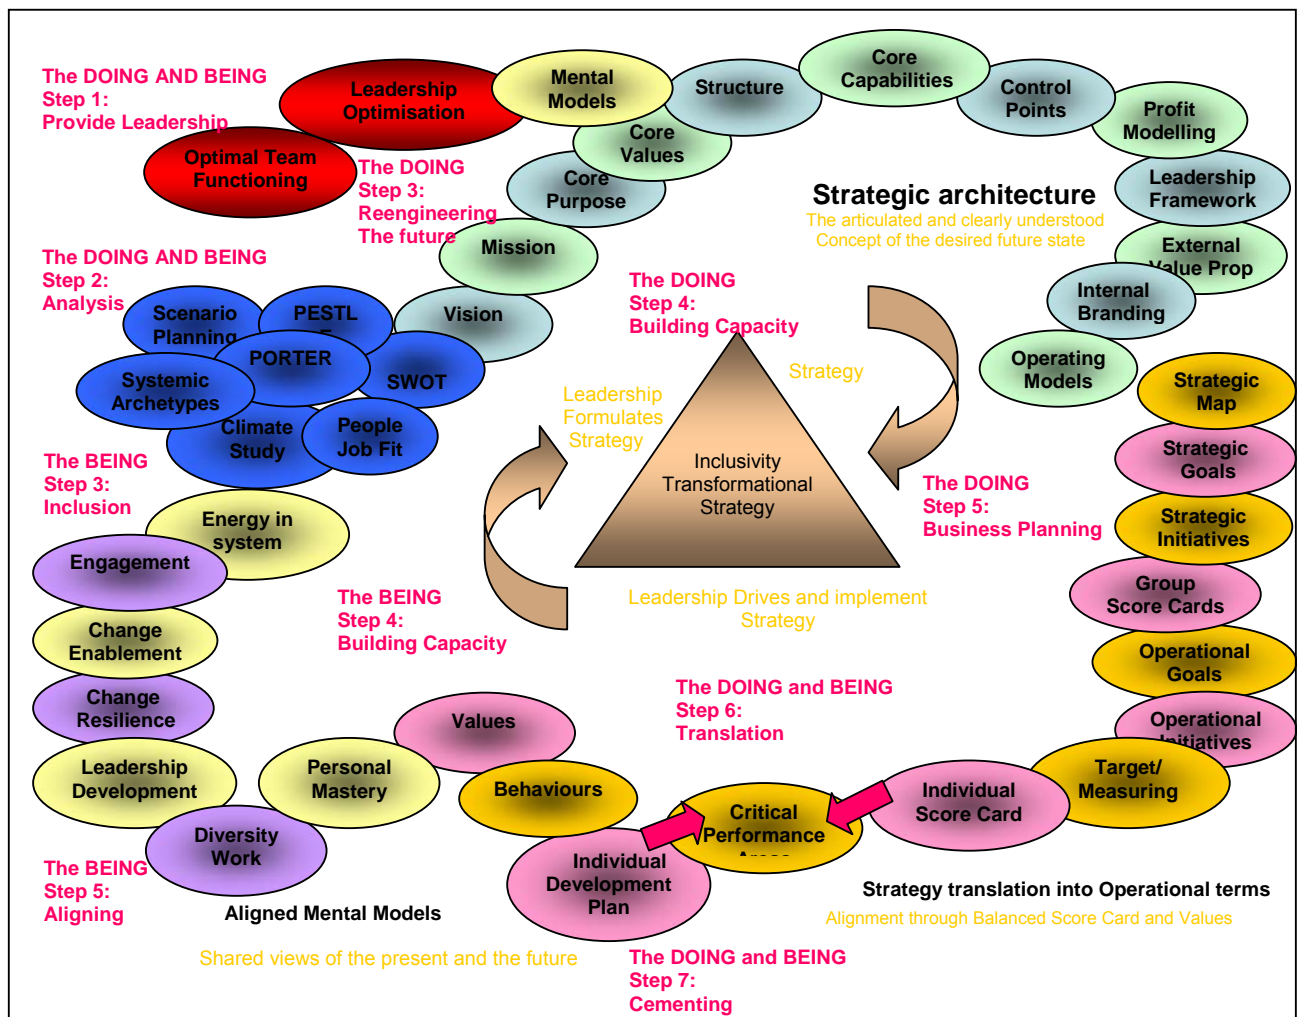 The DOING AND BEING
Step 1:
Provide Leadership
Leadership
Optimisation
Optimal Team
Functioning
Mental
Models
Structure
Core
Capabilities
Control
Points
Profit
Modelling
Core
Values
Core
Purpose
The DOING
Step 3:
Reengineering
The future
Mission
Vision
Leadership
Framework
External
Value Prop
Internal
Branding
Operating
Models
Strategic architecture
The articulated and clearly understood
Concept of the desired future state
The DOING AND BEING
Step 2:
Analysis
Scenario
Planning
PESTL
PORTER
SWOT
Systemic
Archetypes
Climate
Study
People
Job Fit
The DOING
Step 4:
Building Capacity
Strategy
Leadership
Formulates
Strategy
Inclusivity
Transformational
Strategy
Leadership Drives and implement
Strategy
The BEING
Step 3:
Inclusion
Energy in
system
Engagement
Change
Enablement
Change
Resilience
Leadership
Development
Diversity
Work
Personal
Mastery
Values
Behaviours
The BEING
Step 4:
Building Capacity
The DOING
Step 5:
Business Planning
Strategic
Map
Strategic
Goals
Strategic
Initiatives
Group
Score Cards
Operational
Goals
Operational
Initiatives
Target/
Measuring
Individual
Score Card
The DOING and BEING
Step 6:
Translation
Critical
Performance
Areas
Individual
Development
Plan
The BEING
Step 5:
Aligning
Aligned Mental Models
Shared views of the present and the future
Strategy translation into Operational terms
Alignment through Balanced Score Card and Values
The DOING and BEING
Step 7:
Cementing